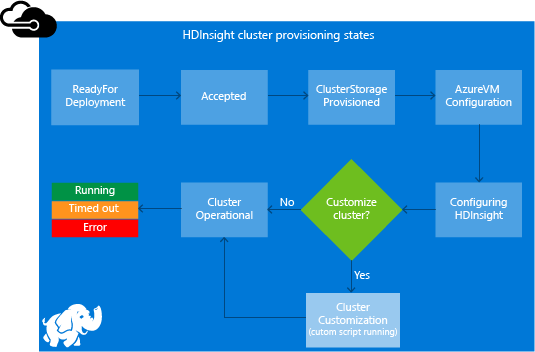 HDInsight cluster provisioning states
ReadyFor
Deployment
Accepted
ClusterStorage
Provisioned
AzureVM
Configuration
Running
Timed out
Error
Cluster
Operational
No
Customize
cluster?
Configuring
HDInsight
Yes
Cluster
Customization
(cutom script running)